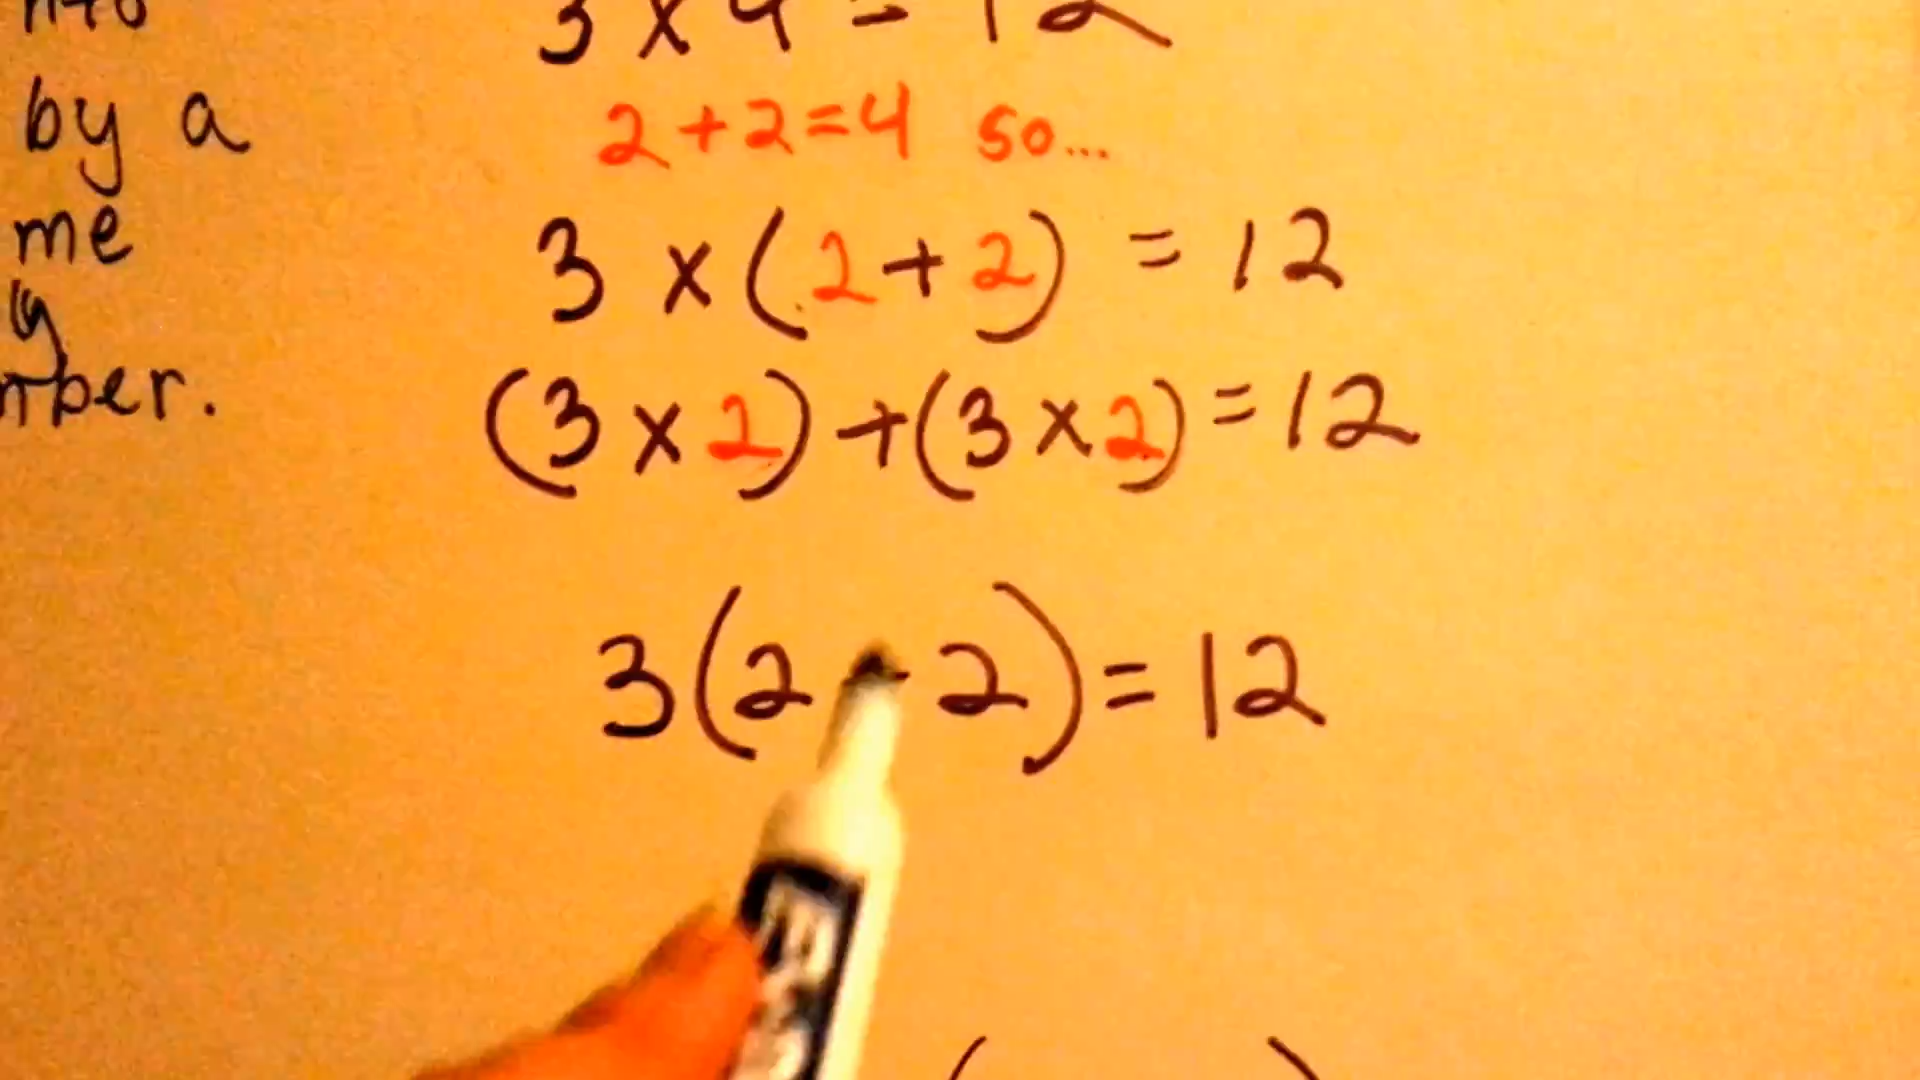 by a
me
3 x 4 = 12
2 + 2 = 4 so...
3 x (2 + 2) = 12
(3 x 2) + (3 x 2) = 12
3(2 2) = 12